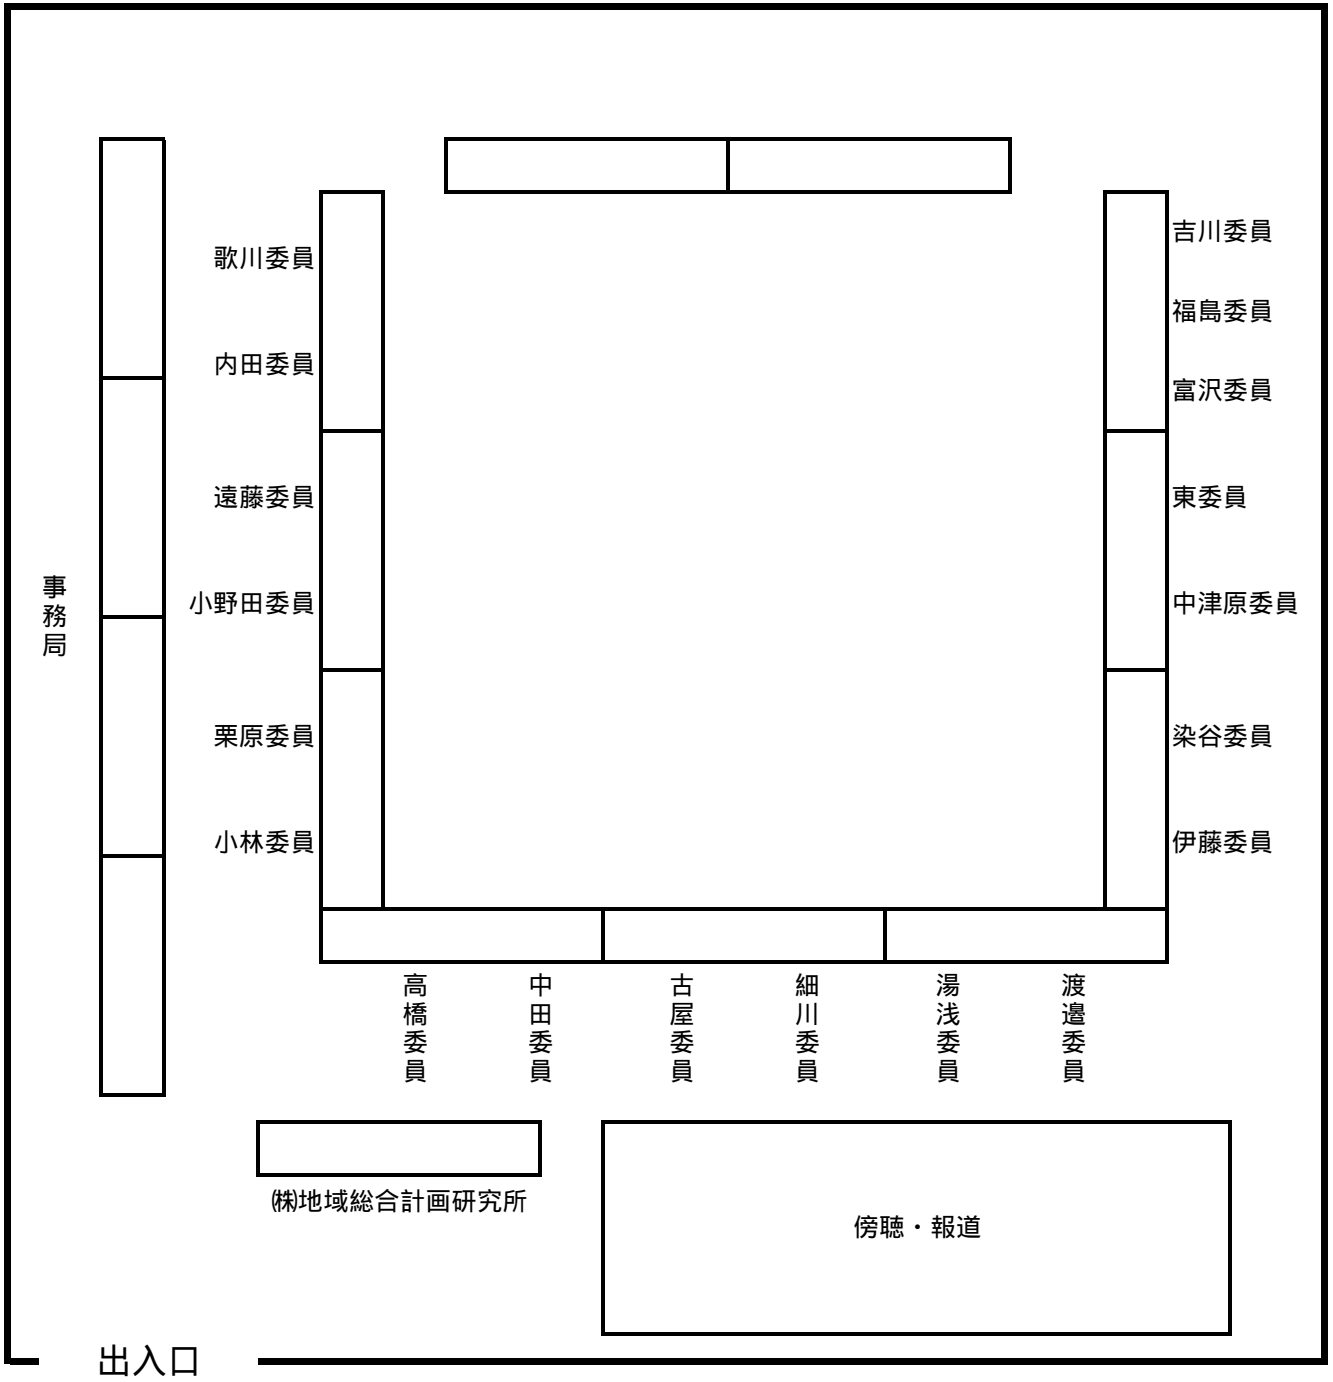 歌川委員
内田委員
遠藤委員
小野田委員
栗原委員
小林委員
事務局
吉川委員
福島委員
富沢委員
東委員
中津原委員
染谷委員
伊藤委員
高橋委員
中田委員
古屋委員
細川委員
湯浅委員
渡邉委員
㈱地域総合計画研究所
傍聴・報道
出入口